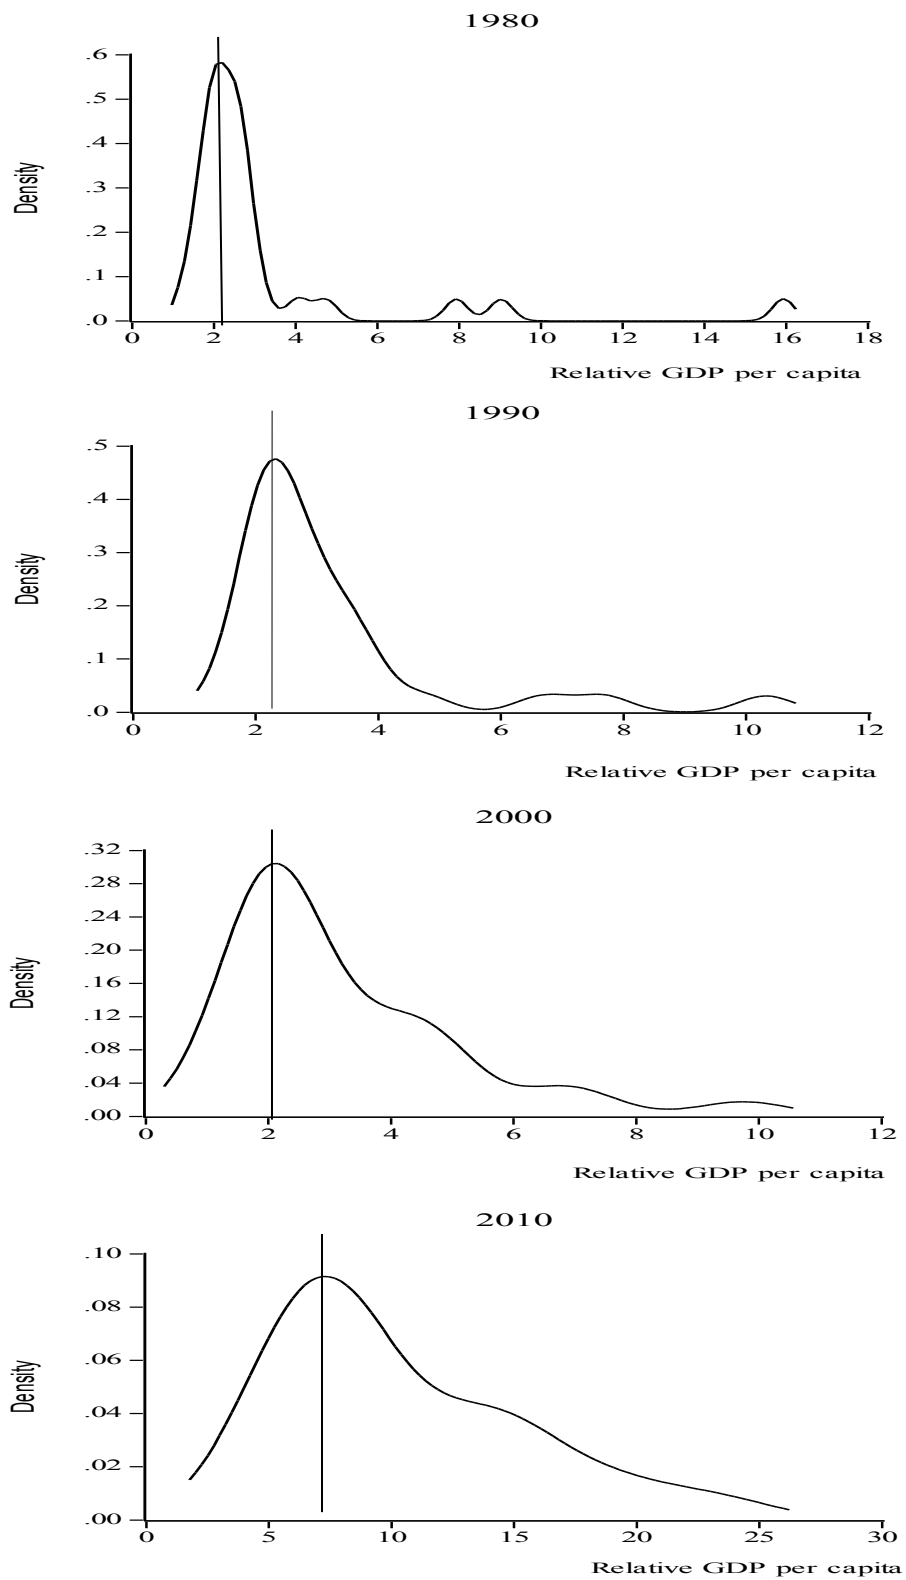 1980
.6
.5
.4
.3
.2
.1
.0
Density
0 2 4 6 8 10 12 14 16 18
Relative GDP per capita
1990
.5
.4
.3
.2
.1
.0
Density
0 2 4 6 8 10 12
Relative GDP per capita
2000
.32
.28
.24
.20
.16
.12
.08
.04
.00
Density
0 2 4 6 8 10 12
Relative GDP per capita
2010
.10
.08
.06
.04
.02
.00
Density
0 5 10 15 20 25 30
Relative GDP per capita